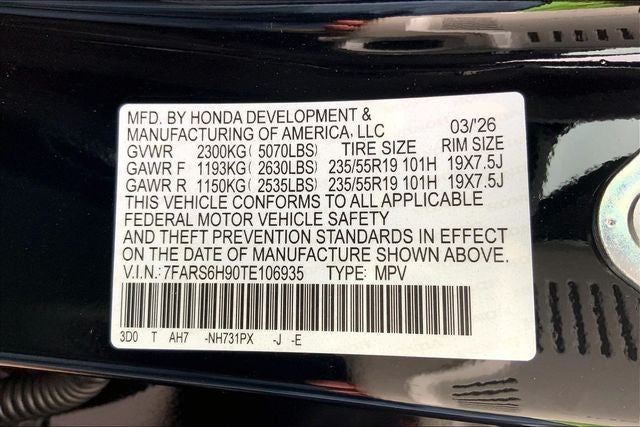 MFD. BY HONDA DEVELOPMENT &
MANUFACTURING OF AMERICA, LLC 03/'26
GVWR 2300KG( 5070LBS) TIRE SIZE RIM SIZE
GAWR F 1193KG( 2630LBS) 235/55R19 101H 19X7.5J
GAWR R 1150KG( 2535LBS) 235/55R19 101H 19X7.5J
THIS VEHICLE CONFORMS TO ALL APPLICABLE
FEDERAL MOTOR VEHICLE SAFETY
AND THEFT PREVENTION STANDARDS IN EFFECT
ON THE DATE OF MANUFACTURE SHOWN ABOVE.
V.I.N.: 7FARS6H90TE106935 TYPE: MPV
3D0 T AH7 -NH731PX -J -E